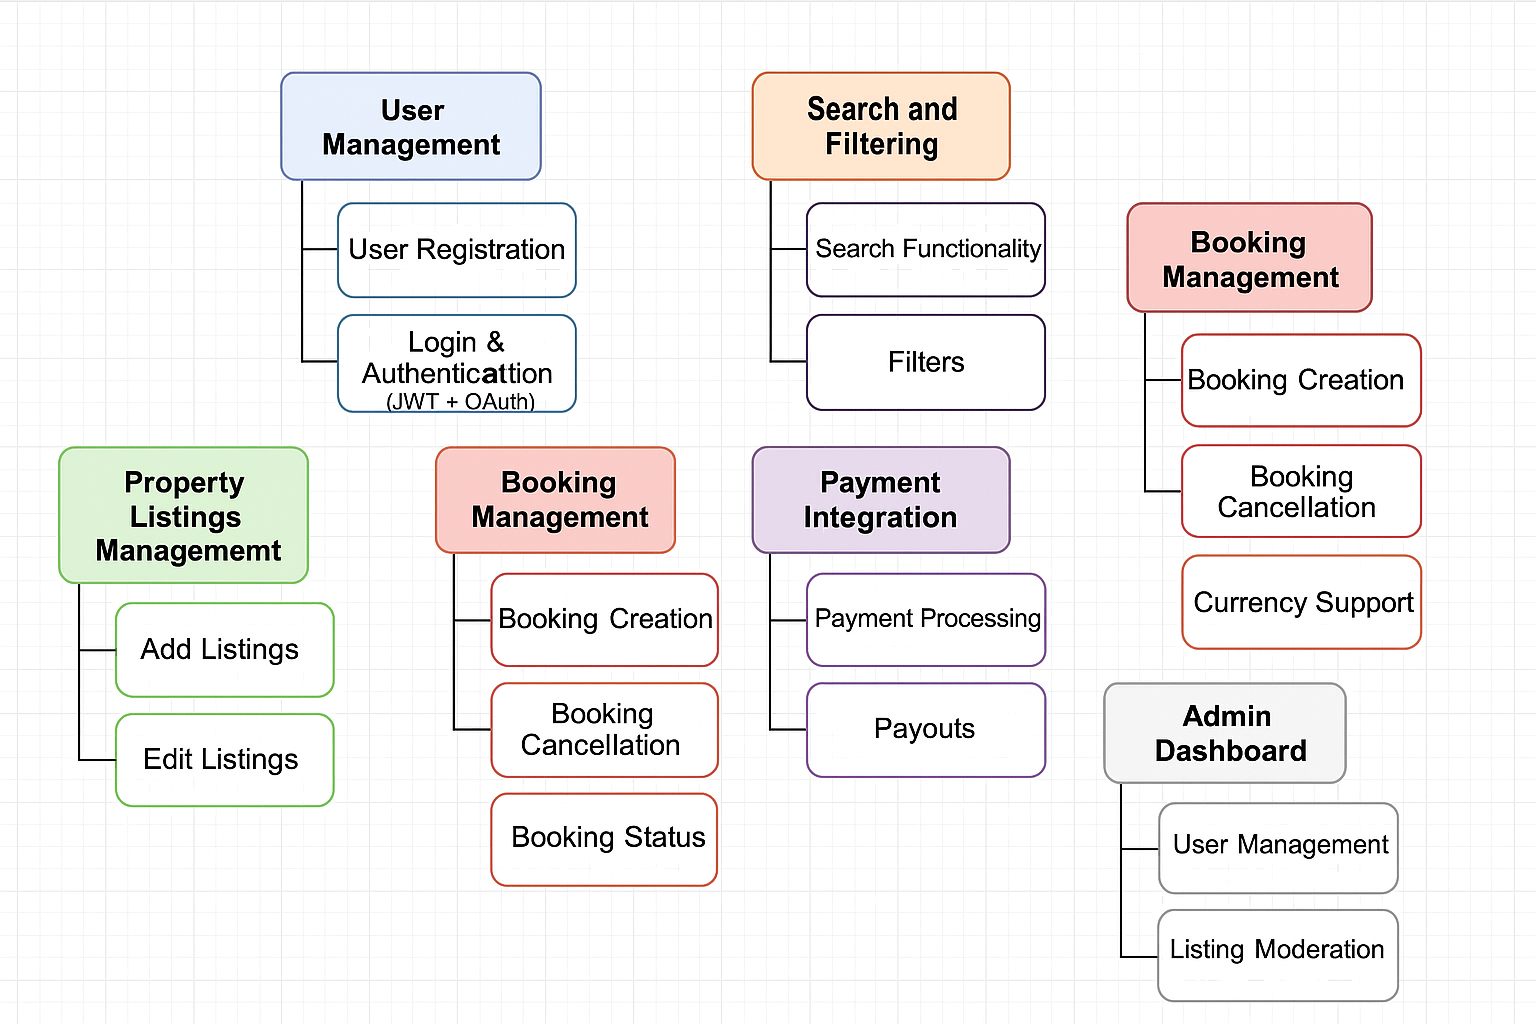 User
Management
User Registration
Login &
Authenticattion
(JWT + OAuth)
Search and
Filtering
Search Functionality
Filters
Booking
Management
Booking Creation
Booking
Cancellation
Currency Support
Property
Listings
Managememt
Add Listings
Edit Listings
Booking
Management
Booking Creation
Booking
Cancellation
Booking Status
Payment
Integration
Payment Processing
Payouts
Admin
Dashboard
User Management
Listing Moderation